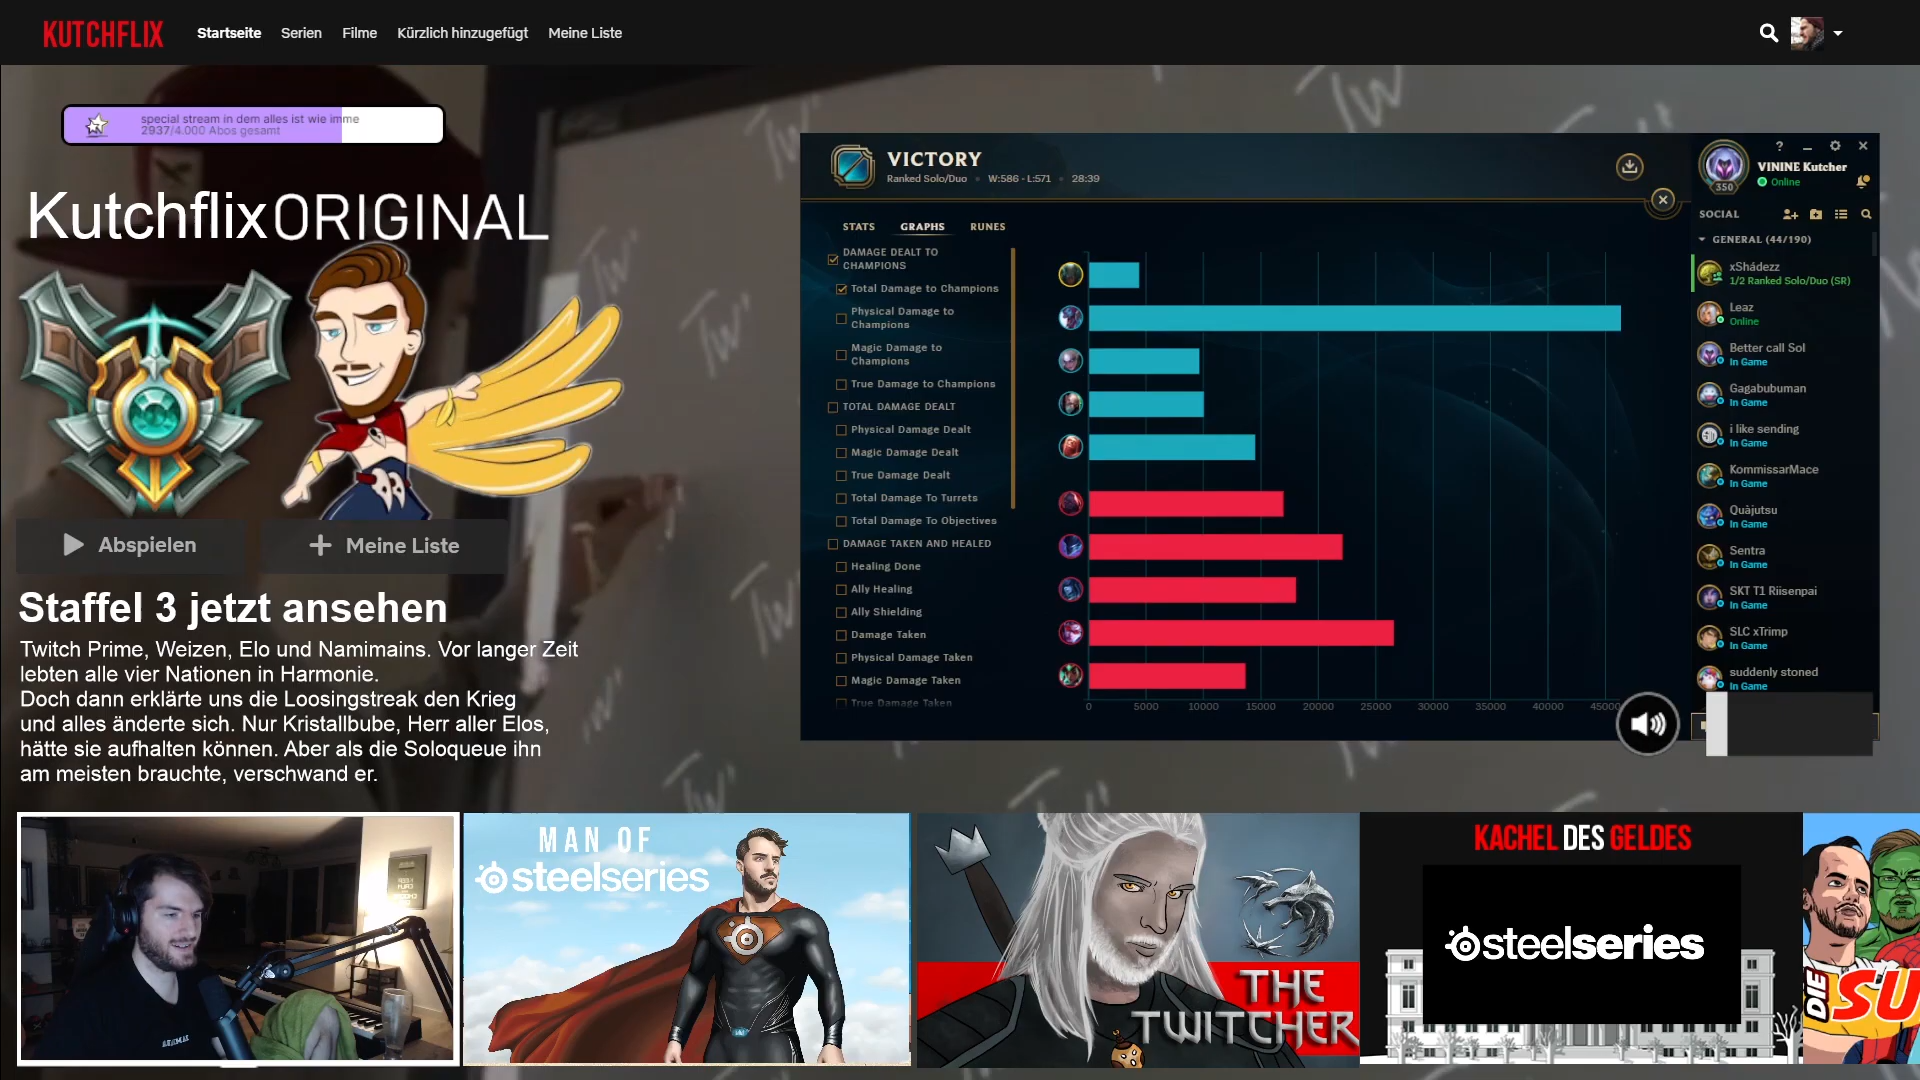 KUTCHFLIX
Startseite Serien Filme Kürzlich hinzugefügt Meine Liste
special stream in dem alles ist wie imme
2937/4.000 Abos gesamt
Kutchflix ORIGINAL
Abspielen
Meine Liste
Staffel 3 jetzt ansehen
Twitch Prime, Weizen, Elo und Namimains. Vor langer Zeit
lebten alle vier Nationen in Harmonie.
Doch dann erklärte uns die Loosingstreak den Krieg
und alles änderte sich. Nur Kristallbube, Herr aller Elos,
hätte sie aufhalten können. Aber als die Soloqueue ihn
am meisten brauchte, verschwand er.
VICTORY
Ranked Solo/Duo W:586 - L:571 28:39
STATS GRAPHS RUNES
DAMAGE DEALT TO
CHAMPIONS
Total Damage to Champions
Physical Damage to
Champions
Magic Damage to
Champions
True Damage to Champions
TOTAL DAMAGE DEALT
Physical Damage Dealt
Magic Damage Dealt
True Damage Dealt
Total Damage To Turrets
Total Damage To Objectives
DAMAGE TAKEN AND HEALED
Healing Done
Ally Healing
Ally Shielding
Damage Taken
Physical Damage Taken
Magic Damage Taken
True Damage Taken
0 5000 10000 15000 20000 25000 30000 35000 40000 45000
?
VININE Kutcher
Online
350
SOCIAL
GENERAL (44/190)
xShádezz
1/2 Ranked Solo/Duo (SR)
Leaz
Online
Better call Sol
In Game
Gagabubuman
In Game
i like sending
In Game
KommissarMace
In Game
Quàjutsu
In Game
Sentra
In Game
SKT T1 Riisenpai
In Game
SLC xTrimp
In Game
suddenly stoned
In Game
MAN OF
steelseries
THE
TWITCHER
KACHEL DES GELDES
steelseries
DIE
SU